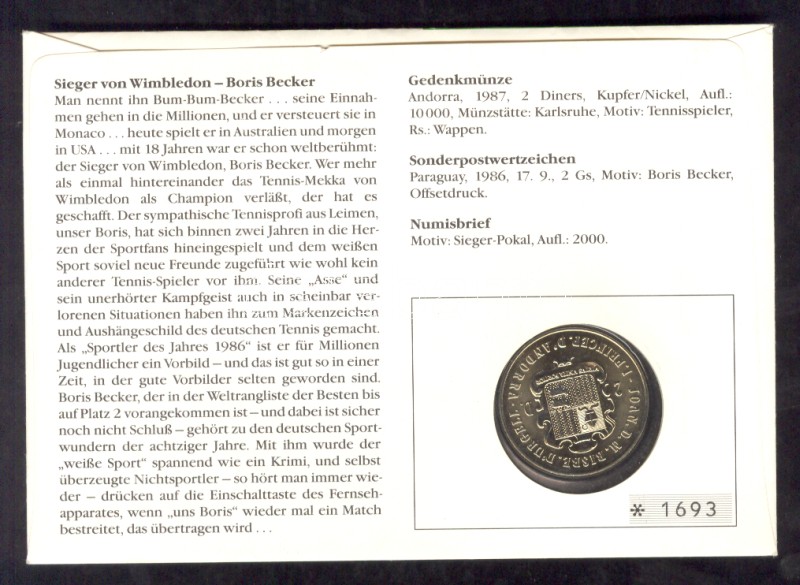 Sieger von Wimbledon – Boris Becker
Man nennt ihn Bum-Bum-Becker . . . seine Einnah-
men gehen in die Millionen, und er versteuert sie in
Monaco . . . heute spielt er in Australien und morgen
in USA . . . mit 18 Jahren war er schon weltberühmt:
der Sieger von Wimbledon, Boris Becker. Wer mehr
als einmal hintereinander das Tennis-Mekka von
Wimbledon als Champion verläßt, der hat es
geschafft. Der sympathische Tennisprofi aus Leimen,
unser Boris, hat sich binnen zwei Jahren in die Her-
zen der Sportfans hineingespielt und dem weißen
Sport soviel neue Freunde zugeführt wie wohl kein
anderer Tennis-Spieler vor ihm. Seine „Asse" und
sein unerhörter Kampfgeist auch in scheinbar ver-
lorenen Situationen haben ihn zum Markenzeichen
und Aushängeschild des deutschen Tennis gemacht.
Als „Sportler des Jahres 1986" ist er für Millionen
Jugendlicher ein Vorbild – und das ist gut so in einer
Zeit, in der gute Vorbilder selten geworden sind.
Boris Becker, der in der Weltrangliste der Besten bis
auf Platz 2 vorangekommen ist – und dabei ist sicher
noch nicht Schluß – gehört zu den deutschen Sport-
wundern der achtziger Jahre. Mit ihm wurde der
„weiße Sport" spannend wie ein Krimi, und selbst
überzeugte Nichtsportler – so hört man immer wie-
der – drücken auf die Einschalttaste des Fernseh-
apparates, wenn „uns Boris" wieder mal ein Match
bestreitet, das übertragen wird . . .
Gedenkmünze
Andorra, 1987, 2 Diners, Kupfer/Nickel, Aufl.:
10 000, Münzstätte: Karlsruhe, Motiv: Tennisspieler,
Rs.: Wappen.
Sonderpostwertzeichen
Paraguay, 1986, 17. 9., 2 Gs, Motiv: Boris Becker,
Offsetdruck.
Numisbrief
Motiv: Sieger-Pokal, Aufl.: 2000.
· JOAN. D. M. BISBE. D'URGELL ·
I. PRINCEP. D'ANDORRA
2 D
* 1693